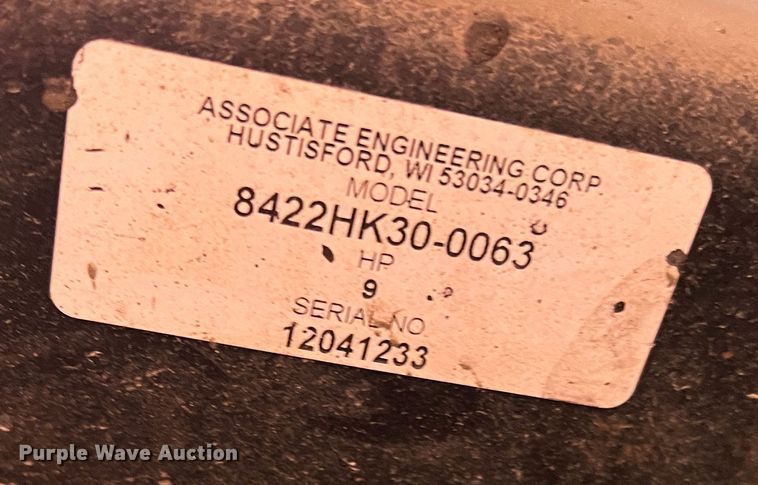 ASSOCIATE ENGINEERING CORP.
HUSTISFORD, WI 53034-0346
MODEL
8422HK30-0063
HP
9
SERIAL NO
12041233
Purple Wave Auction